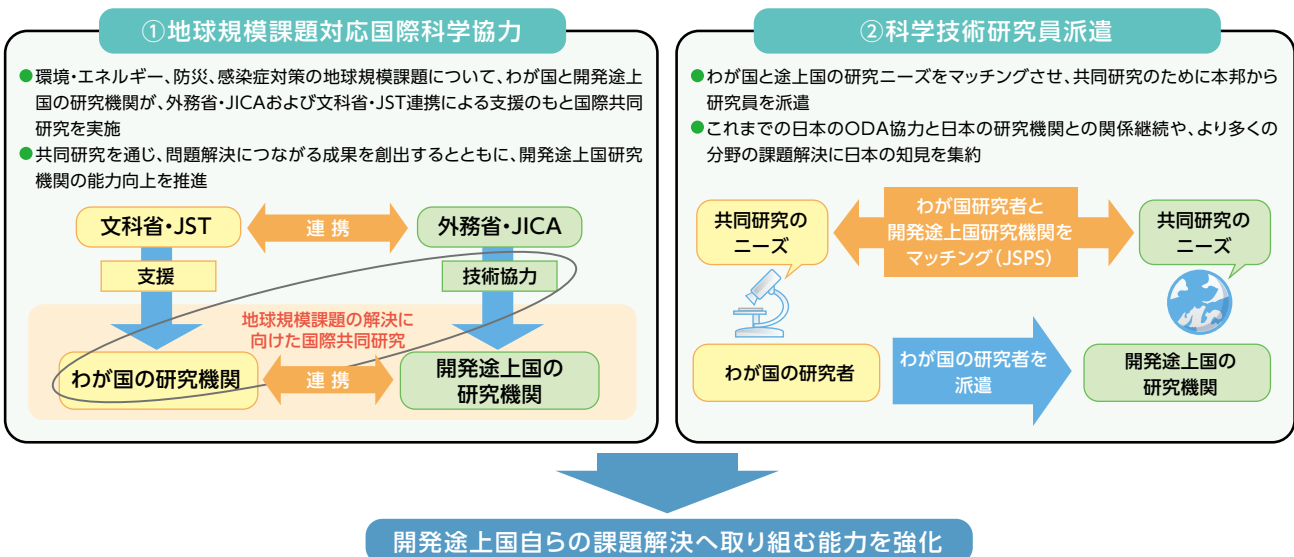 ①地球規模課題対応国際科学協力
●環境・エネルギー、防災、感染症対策の地球規模課題について、わが国と開発途上
国の研究機関が、外務省・JICAおよび文科省・JST連携による支援のもと国際共同
研究を実施
●共同研究を通じ、問題解決につながる成果を創出するとともに、開発途上国研究
機関の能力向上を推進
文科省・JST
連携
外務省・JICA
支援
技術協力
地球規模課題の解決に
向けた国際共同研究
わが国の研究機関
連携
開発途上国の
研究機関
②科学技術研究員派遣
●わが国と途上国の研究ニーズをマッチングさせ、共同研究のために本邦から
研究員を派遣
●これまでの日本のODA協力と日本の研究機関との関係継続や、より多くの
分野の課題解決に日本の知見を集約
共同研究の
ニーズ
わが国研究者と
開発途上国研究機関を
マッチング（JSPS）
共同研究の
ニーズ
わが国の研究者
わが国の研究者を
派遣
開発途上国の
研究機関
開発途上国自らの課題解決へ取り組む能力を強化